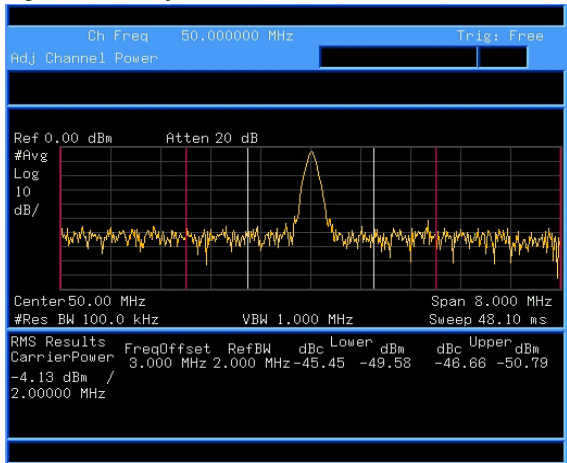 Ch Freq 50.000000 MHz Trig: Free
Adj Channel Power
Ref 0.00 dBm Atten 20 dB
#Avg
Log
10
dB/
Center 50.00 MHz Span 8.000 MHz
#Res BW 100.0 kHz VBW 1.000 MHz Sweep 48.10 ms
RMS Results FreqOffset RefBW dBc Lower dBm dBc Upper dBm
CarrierPower 3.000 MHz 2.000 MHz -45.45 -49.58 -46.66 -50.79
-4.13 dBm /
2.00000 MHz